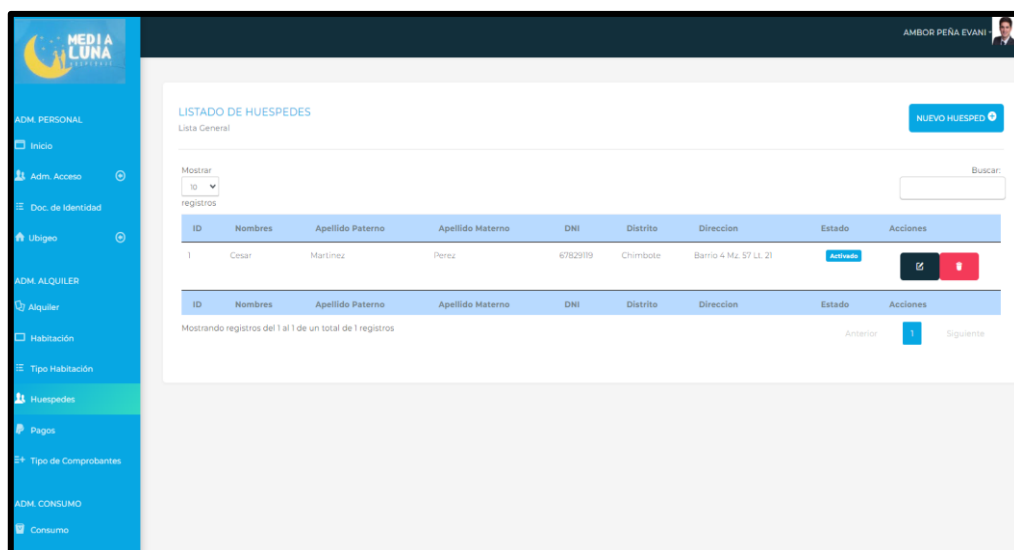 MEDIA
LUNA
HOSPEDAJE
AMBOR PEÑA EVANI
ADM. PERSONAL
Inicio
Adm. Acceso
Doc. de Identidad
Ubigeo
ADM. ALQUILER
Alquiler
Habitación
Tipo Habitación
Huespedes
Pagos
Tipo de Comprobantes
ADM. CONSUMO
Consumo
LISTADO DE HUESPEDES
Lista General
NUEVO HUESPED
Mostrar
10
registros
Buscar:
ID Nombres Apellido Paterno Apellido Materno DNI Distrito Direccion Estado Acciones
1 Cesar Martinez Perez 67829119 Chimbote Barrio 4 Mz. 57 Lt. 21 Activado
ID Nombres Apellido Paterno Apellido Materno DNI Distrito Direccion Estado Acciones
Mostrando registros del 1 al 1 de un total de 1 registros
Anterior 1 Siguiente